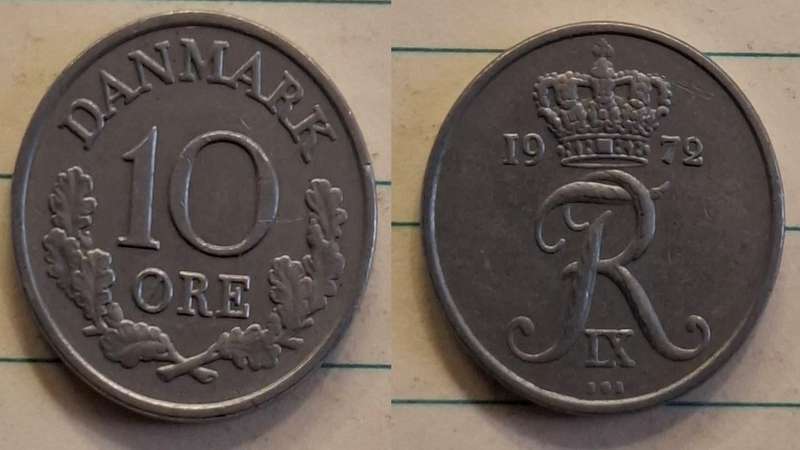 DANMARK
10
ØRE
19 72
FR
IX